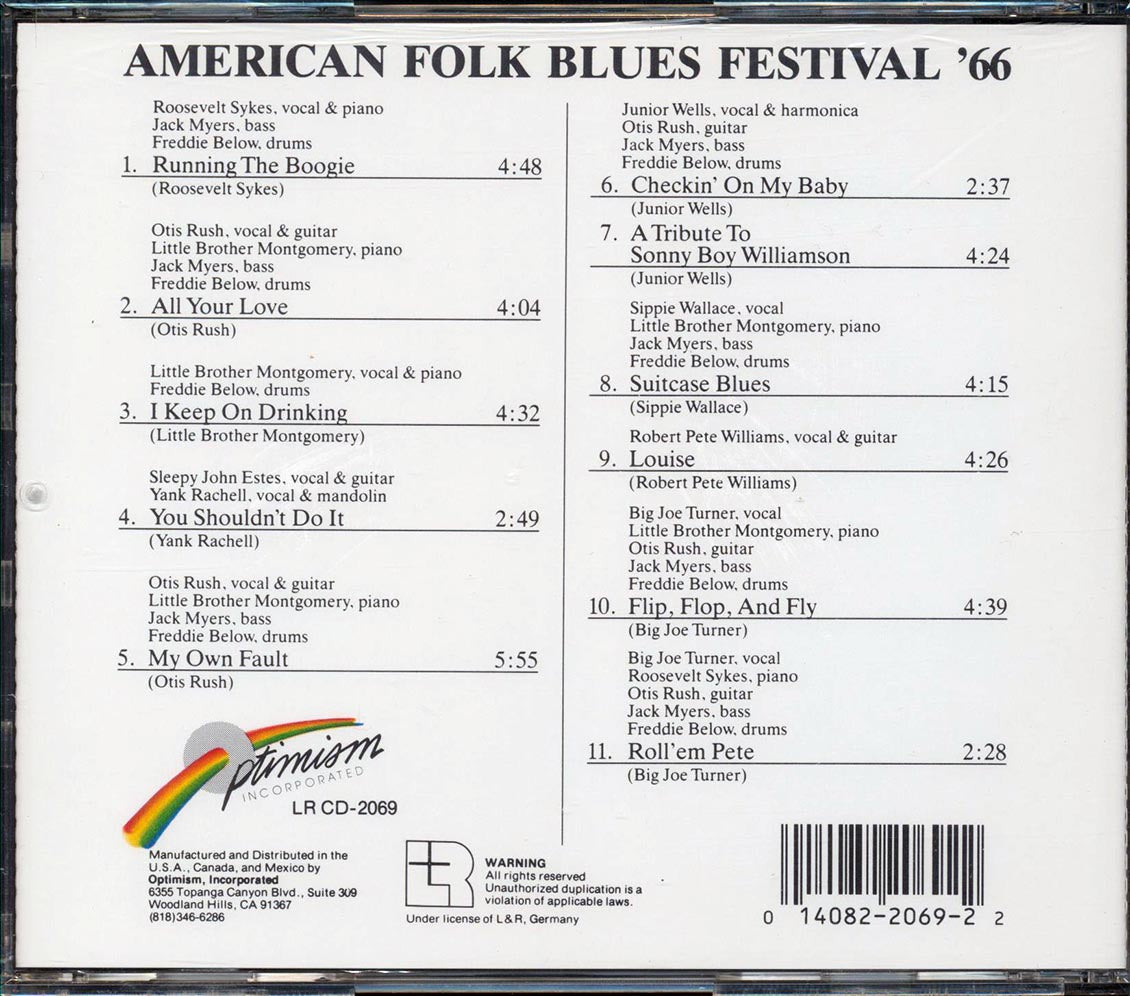 AMERICAN FOLK BLUES FESTIVAL '66
Roosevelt Sykes, vocal & piano
Jack Myers, bass
Freddie Below, drums
1. Running The Boogie 4:48
(Roosevelt Sykes)
Otis Rush, vocal & guitar
Little Brother Montgomery, piano
Jack Myers, bass
Freddie Below, drums
2. All Your Love 4:04
(Otis Rush)
Little Brother Montgomery, vocal & piano
Freddie Below, drums
3. I Keep On Drinking 4:32
(Little Brother Montgomery)
Sleepy John Estes, vocal & guitar
Yank Rachell, vocal & mandolin
4. You Shouldn't Do It 2:49
(Yank Rachell)
Otis Rush, vocal & guitar
Little Brother Montgomery, piano
Jack Myers, bass
Freddie Below, drums
5. My Own Fault 5:55
(Otis Rush)
Junior Wells, vocal & harmonica
Otis Rush, guitar
Jack Myers, bass
Freddie Below, drums
6. Checkin' On My Baby 2:37
(Junior Wells)
7. A Tribute To
Sonny Boy Williamson 4:24
(Junior Wells)
Sippie Wallace, vocal
Little Brother Montgomery, piano
Jack Myers, bass
Freddie Below, drums
8. Suitcase Blues 4:15
(Sippie Wallace)
Robert Pete Williams, vocal & guitar
9. Louise 4:26
(Robert Pete Williams)
Big Joe Turner, vocal
Little Brother Montgomery, piano
Otis Rush, guitar
Jack Myers, bass
Freddie Below, drums
10. Flip, Flop, And Fly 4:39
(Big Joe Turner)
Big Joe Turner, vocal
Roosevelt Sykes, piano
Otis Rush, guitar
Jack Myers, bass
Freddie Below, drums
11. Roll'em Pete 2:28
(Big Joe Turner)
Optimism
INCORPORATED
LR CD-2069
Manufactured and Distributed in the
U.S.A., Canada, and Mexico by
Optimism, Incorporated
6355 Topanga Canyon Blvd., Suite 309
Woodland Hills, CA 91367
(818)346-6286
L+R
WARNING
All rights reserved
Unauthorized duplication is a
violation of applicable laws.
Under license of L&R, Germany
0 14082-2069-2 2